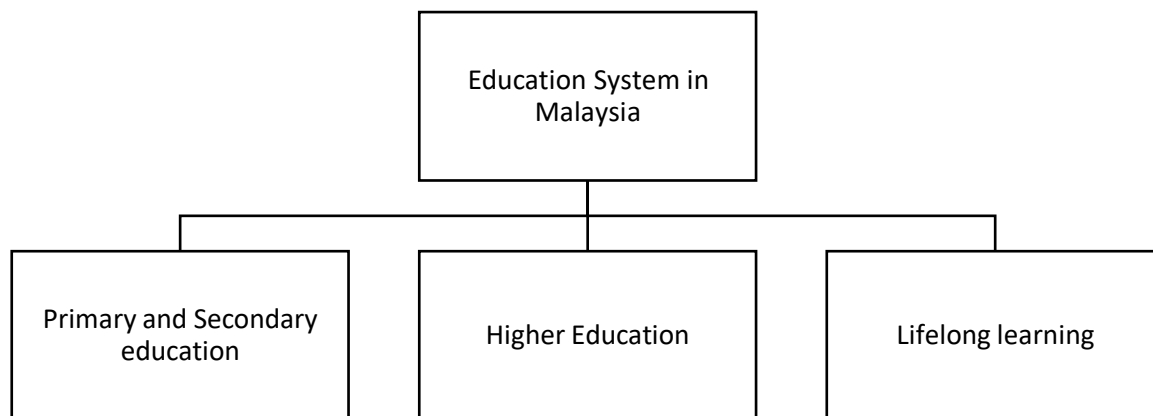 Education System in
Malaysia
Primary and Secondary
education
Higher Education
Lifelong learning